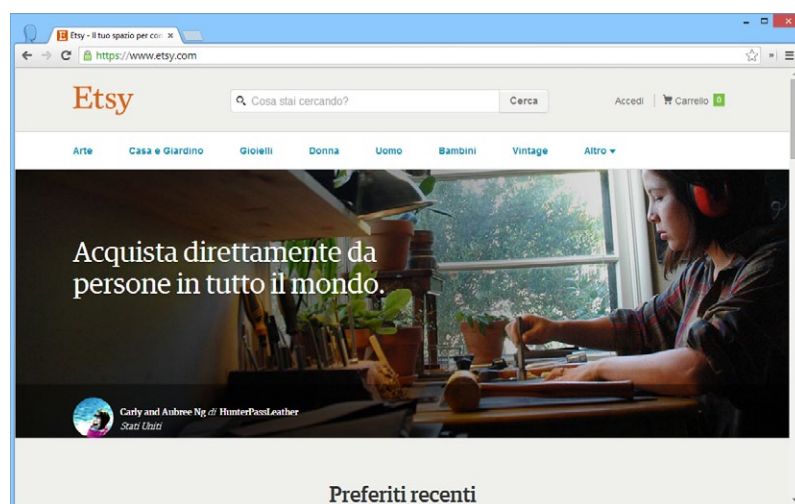 Etsy - Il tuo spazio per con
https://www.etsy.com
Etsy
Cosa stai cercando?
Cerca
Accedi
Carrello 0
Arte
Casa e Giardino
Gioielli
Donna
Uomo
Bambini
Vintage
Altro
Acquista direttamente da
persone in tutto il mondo.
Carly and Aubree Ng di HunterPassLeather
Stati Uniti
Preferiti recenti